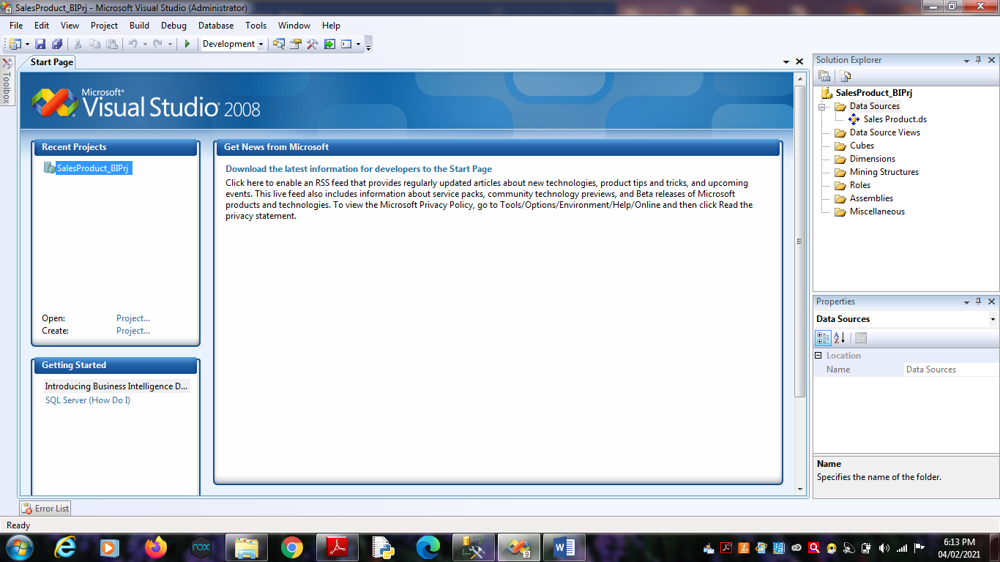 SalesProduct_BIPrj - Microsoft Visual Studio (Administrator)
File Edit View Project Build Debug Database Tools Window Help
Development
Toolbox
Start Page
Microsoft®
Visual Studio® 2008
Recent Projects
SalesProduct_BIPrj
Open: Project...
Create: Project...
Getting Started
Introducing Business Intelligence D...
SQL Server (How Do I)
Get News from Microsoft
Download the latest information for developers to the Start Page
Click here to enable an RSS feed that provides regularly updated articles about new technologies, product tips and tricks, and upcoming
events. This live feed also includes information about service packs, community technology previews, and Beta releases of Microsoft
products and technologies. To view the Microsoft Privacy Policy, go to Tools/Options/Environment/Help/Online and then click Read the
privacy statement.
Solution Explorer
SalesProduct_BIPrj
Data Sources
Sales Product.ds
Data Source Views
Cubes
Dimensions
Mining Structures
Roles
Assemblies
Miscellaneous
Properties
Data Sources
Location
Name Data Sources
Name
Specifies the name of the folder.
Error List
Ready
nox
9
W
6:13 PM
04/02/2021